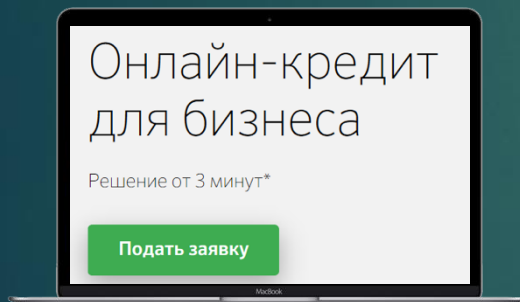 Онлайн-кредит
для бизнеса
Решение от 3 минут*
Подать заявку
MacBook